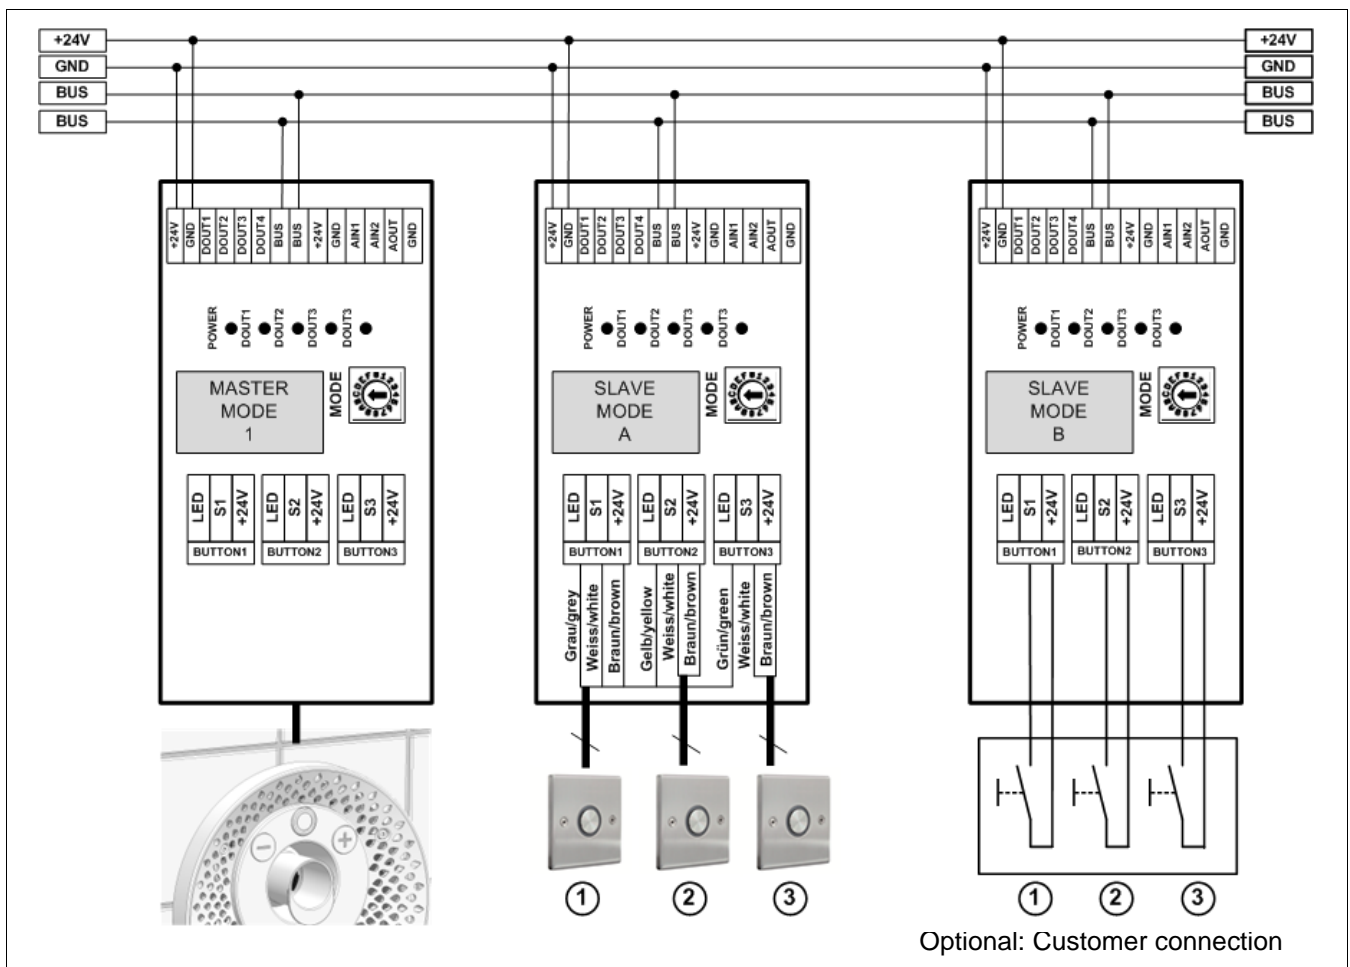 +24V
GND
BUS
BUS
+24V
GND
BUS
BUS
+24V
GND
DOUT1
DOUT2
DOUT3
DOUT4
BUS
BUS
+24V
GND
AIN1
AIN2
AOUT
GND
POWER
DOUT1
DOUT2
DOUT3
DOUT3
MASTER
MODE
1
MODE
LED
S1
+24V
LED
S2
+24V
LED
S3
+24V
BUTTON1
BUTTON2
BUTTON3
+24V
GND
DOUT1
DOUT2
DOUT3
DOUT4
BUS
BUS
+24V
GND
AIN1
AIN2
AOUT
GND
POWER
DOUT1
DOUT2
DOUT3
DOUT3
SLAVE
MODE
A
MODE
LED
S1
+24V
LED
S2
+24V
LED
S3
+24V
BUTTON1
BUTTON2
BUTTON3
Grau/grey
Weiss/white
Braun/brown
Gelb/yellow
Weiss/white
Braun/brown
Grün/green
Weiss/white
Braun/brown
1
2
3
+24V
GND
DOUT1
DOUT2
DOUT3
DOUT4
BUS
BUS
+24V
GND
AIN1
AIN2
AOUT
GND
POWER
DOUT1
DOUT2
DOUT3
DOUT3
SLAVE
MODE
B
MODE
LED
S1
+24V
LED
S2
+24V
LED
S3
+24V
BUTTON1
BUTTON2
BUTTON3
1
2
3
Optional: Customer connection